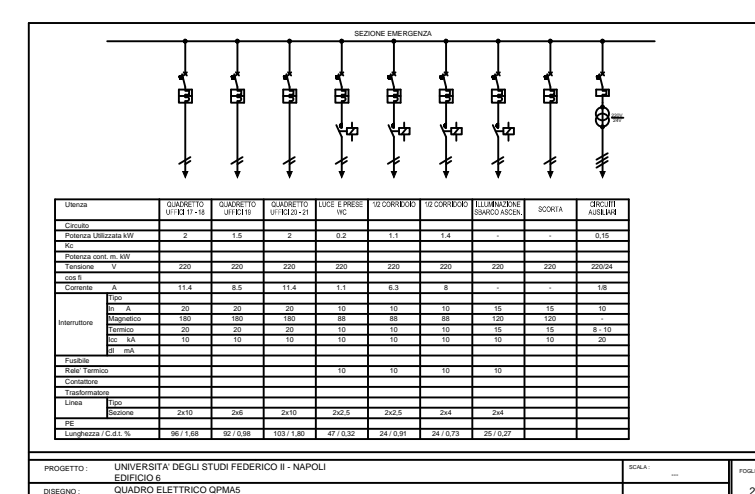 SEZIONE EMERGENZA
Utenza QUADRETTO UFFICI 17 - 18 QUADRETTO UFFICI 19 QUADRETTO UFFICI 20 - 21 LUCE E PRESE WC 1/2 CORRIDOIO 1/2 CORRIDOIO ILLUMINAZIONE SBARCO ASCEN. SCORTA CIRCUITI AUSILIARI
Circuito
Potenza Utilizzata kW 2 1.5 2 0.2 1.1 1.4 - - 0,15
Kc
Potenza cont. m. kW
Tensione V 220 220 220 220 220 220 220 220 220/24
cos fi
Corrente A 11.4 8.5 11.4 1.1 6.3 8 - - 1/8
Interruttore
Tipo
In A 20 20 20 10 10 10 15 15 10
Magnetico 180 180 180 88 88 88 120 120 -
Termico 20 20 20 10 10 10 15 15 8 - 10
Icc kA 10 10 10 10 10 10 10 10 20
dI mA
Fusibile
Rele' Termico 10 10 10 10
Contattore
Trasformatore
Linea Tipo
Sezione 2x10 2x6 2x10 2x2,5 2x2,5 2x4 2x4
PE
Lunghezza / C.d.t. % 96 / 1,68 92 / 0,98 103 / 1,80 47 / 0,32 24 / 0,91 24 / 0,73 25 / 0,27
PROGETTO : UNIVERSITA' DEGLI STUDI FEDERICO II - NAPOLI
EDIFICIO 6
DISEGNO : QUADRO ELETTRICO QPMA5
SCALA :
---
FOGLI
2